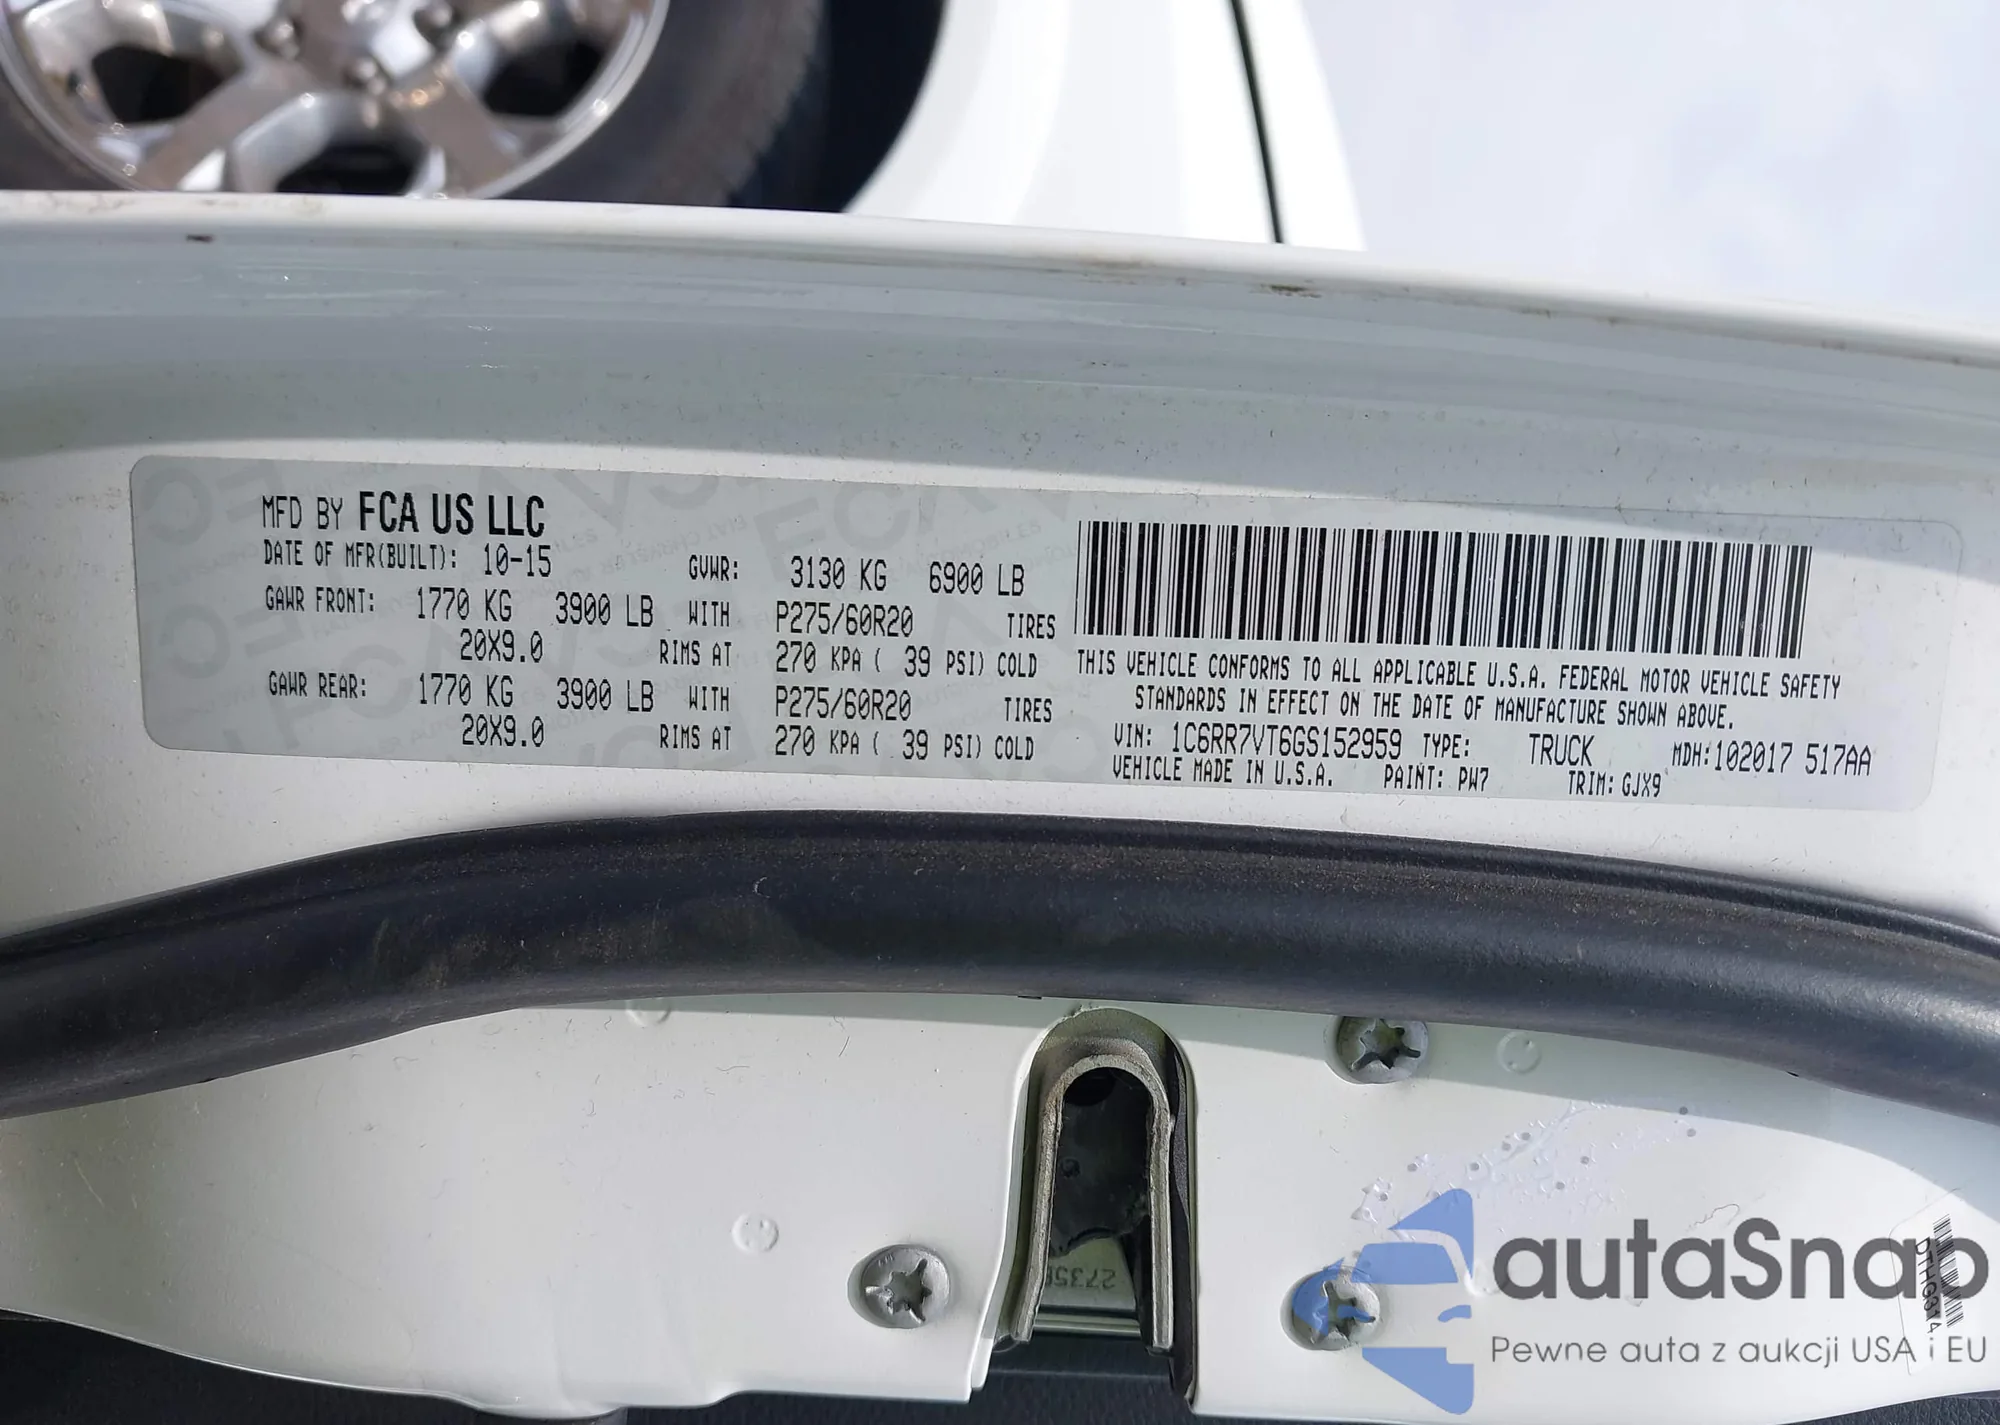 MFD BY FCA US LLC
DATE OF MFR(BUILT): 10-15 GVWR: 3130 KG 6900 LB
GAWR FRONT: 1770 KG 3900 LB WITH P275/60R20 TIRES
20X9.0 RIMS AT 270 KPA ( 39 PSI) COLD
GAWR REAR: 1770 KG 3900 LB WITH P275/60R20 TIRES
20X9.0 RIMS AT 270 KPA ( 39 PSI) COLD
THIS VEHICLE CONFORMS TO ALL APPLICABLE U.S.A. FEDERAL MOTOR VEHICLE SAFETY
STANDARDS IN EFFECT ON THE DATE OF MANUFACTURE SHOWN ABOVE.
VIN: 1C6RR7VT6GS152959 TYPE: TRUCK MDH:102017 517AA
VEHICLE MADE IN U.S.A. PAINT: PW7 TRIM: GJX9
autaSnap
Pewne auta z aukcji USA i EU